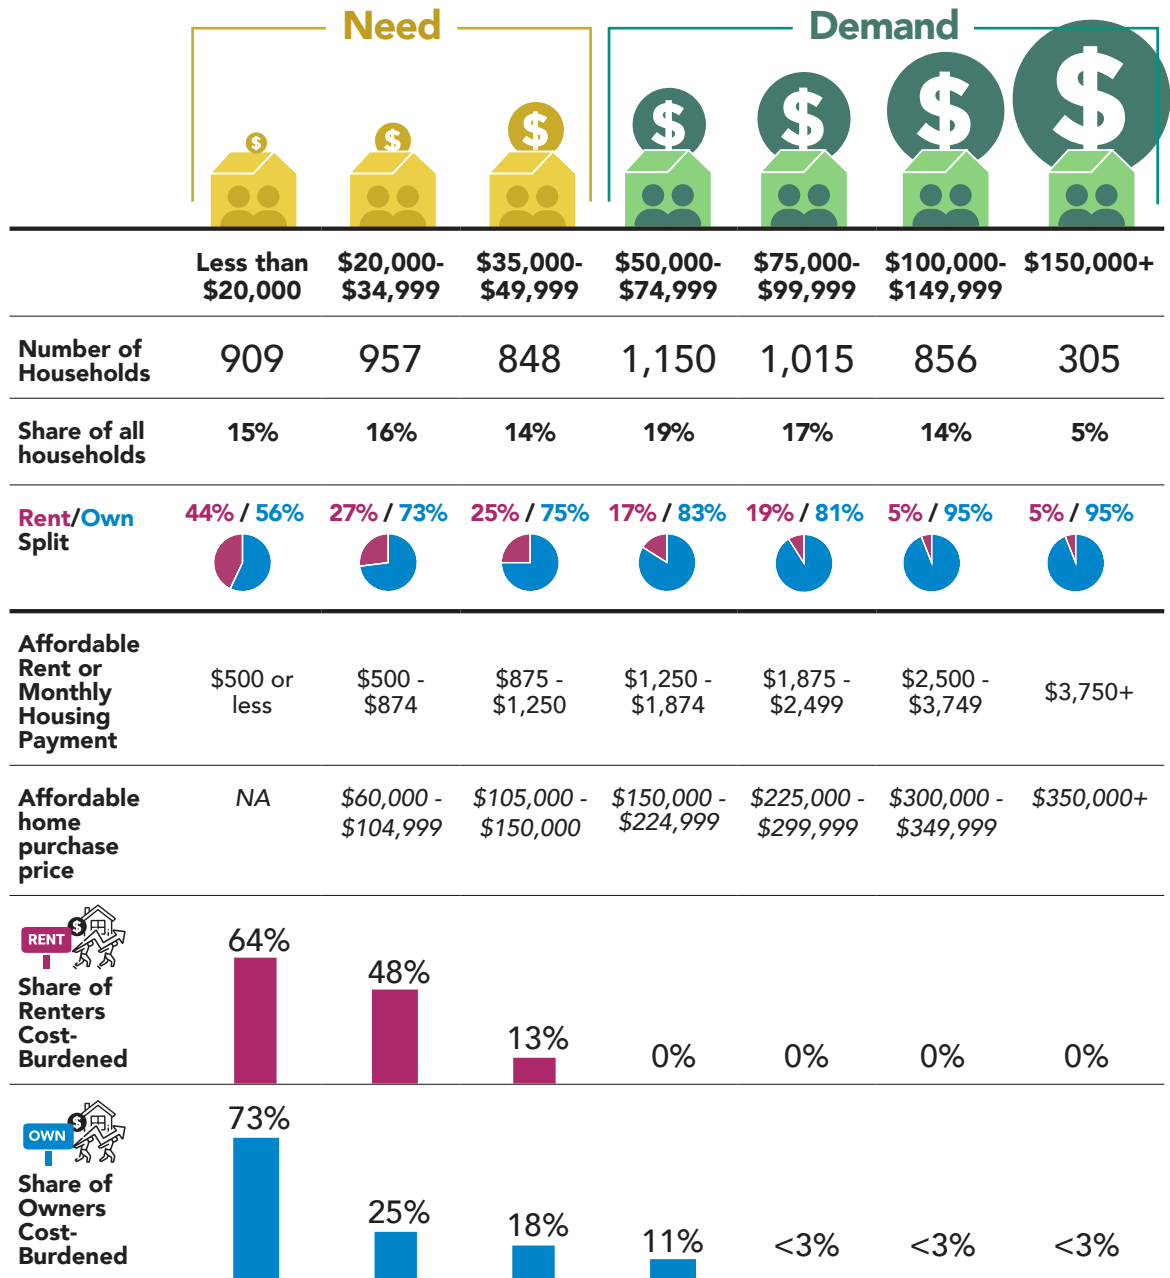 Need
Demand
$
$
$
$
$
$
$
Less than
$20,000
$20,000-
$34,999
$35,000-
$49,999
$50,000-
$74,999
$75,000-
$99,999
$100,000-
$149,999
$150,000+
Number of
Households
909
957
848
1,150
1,015
856
305
Share of all
households
15%
16%
14%
19%
17%
14%
5%
Rent/Own
Split
44% / 56%
27% / 73%
25% / 75%
17% / 83%
19% / 81%
5% / 95%
5% / 95%
Affordable
Rent or
Monthly
Housing
Payment
$500 or
less
$500 -
$874
$875 -
$1,250
$1,250 -
$1,874
$1,875 -
$2,499
$2,500 -
$3,749
$3,750+
Affordable
home
purchase
price
NA
$60,000 -
$104,999
$105,000 -
$150,000
$150,000 -
$224,999
$225,000 -
$299,999
$300,000 -
$349,999
$350,000+
RENT
$
Share of
Renters
Cost-
Burdened
64%
48%
13%
0%
0%
0%
0%
OWN
$
Share of
Owners
Cost-
Burdened
73%
25%
18%
11%
<3%
<3%
<3%